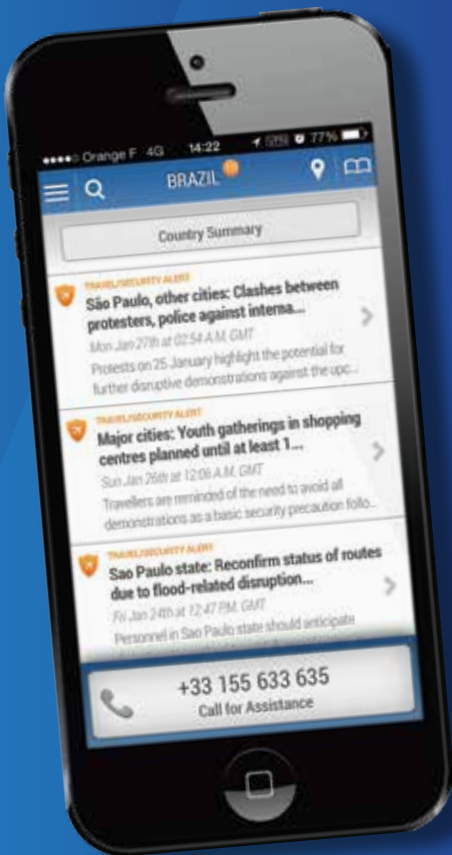 Orange F 4G 14:22 77%
BRAZIL
Country Summary
TRAVEL/SECURITY ALERT
São Paulo, other cities: Clashes between
protesters, police against interna...
Mon Jan 27th at 02:54 A.M. GMT
Protests on 25 January highlight the potential for
further disruptive demonstrations against the upc...
TRAVEL/SECURITY ALERT
Major cities: Youth gatherings in shopping
centres planned until at least 1...
Sun Jan 26th at 12:06 A.M. GMT
Travellers are reminded of the need to avoid all
demonstrations as a basic security precaution follo...
TRAVEL/SECURITY ALERT
Sao Paulo state: Reconfirm status of routes
due to flood-related disruption...
Fri Jan 24th at 12:47 P.M. GMT
Personnel in Sao Paulo state should anticipate
+33 155 633 635
Call for Assistance